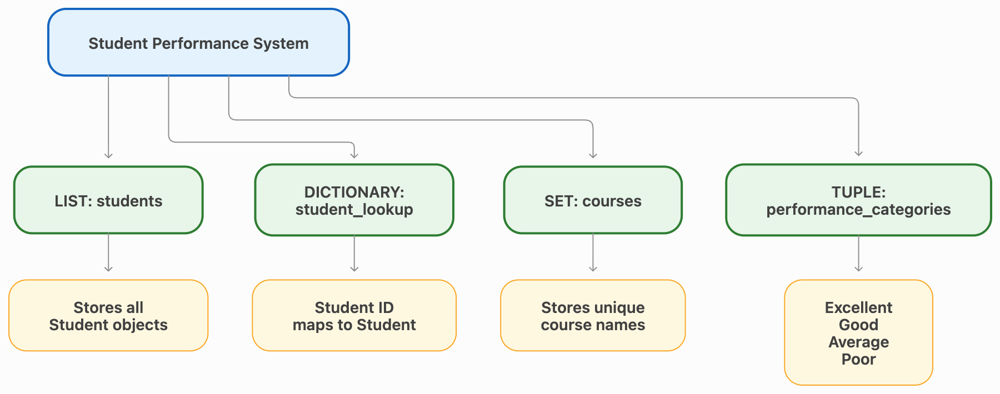 Student Performance System
LIST: students
DICTIONARY:
student_lookup
SET: courses
TUPLE:
performance_categories
Stores all
Student objects
Student ID
maps to Student
Stores unique
course names
Excellent
Good
Average
Poor